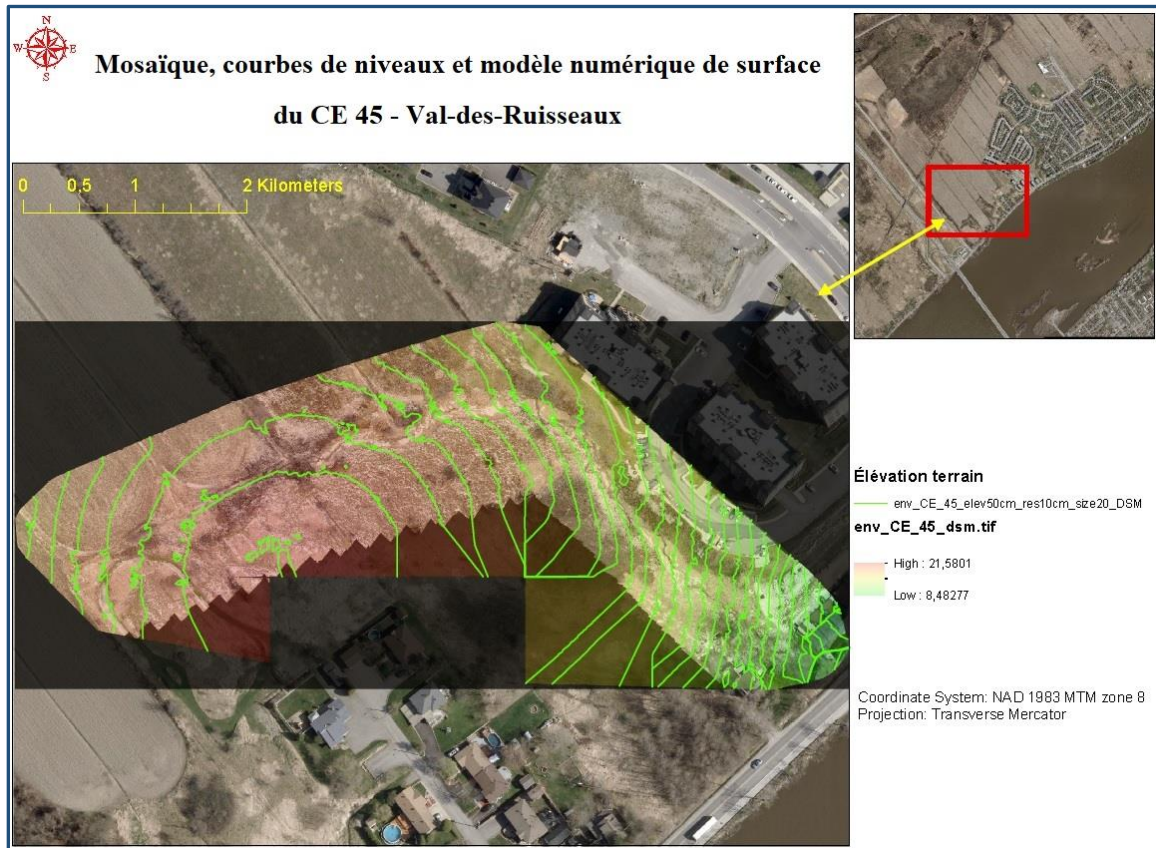 N
W E
S
Mosaïque, courbes de niveaux et modèle numérique de surface
du CE 45 - Val-des-Ruisseaux
0 0,5 1 2 Kilometers
Élévation terrain
env_CE_45_elev50cm_res10cm_size20_DSM
env_CE_45_dsm.tif
High : 21,5801
Low : 8,48277
Coordinate System: NAD 1983 MTM zone 8
Projection: Transverse Mercator